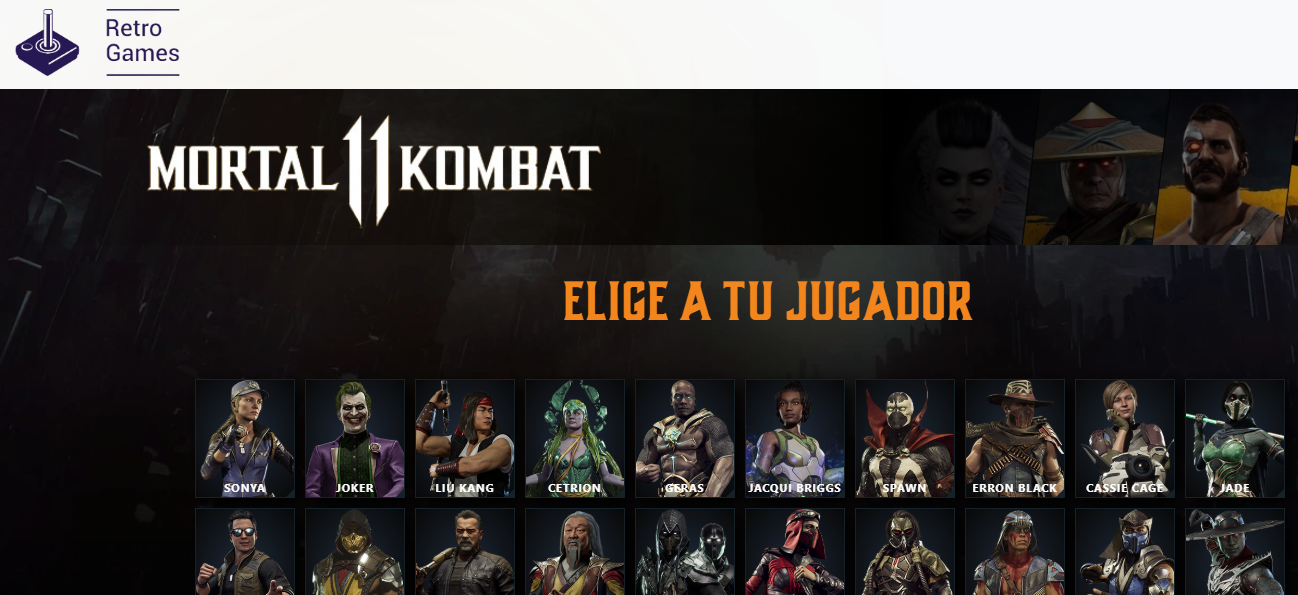 Retro
Games
MORTAL 11 KOMBAT
ELIGE A TU JUGADOR
SONYA
JOKER
LIU KANG
CETRION
GERAS
JACQUI BRIGGS
SPAWN
ERRON BLACK
CASSIE CAGE
JADE